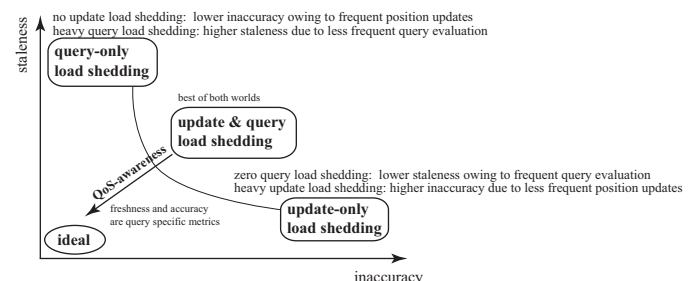 no update load shedding: lower inaccuracy owing to frequent position updates
heavy query load shedding: higher staleness due to less frequent query evaluation
staleness
query-only
load shedding
best of both worlds
update & query
load shedding
QoS-awareness
zero query load shedding: lower staleness owing to frequent query evaluation
heavy update load shedding: higher inaccuracy due to less frequent position updates
freshness and accuracy
are query specific metrics
update-only
load shedding
ideal
inaccuracy